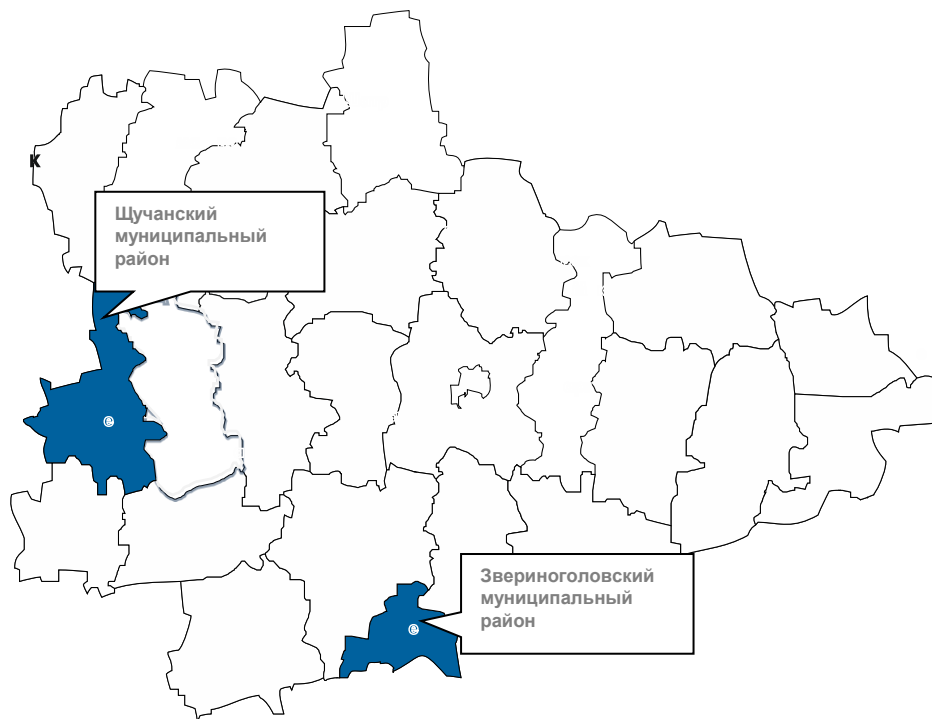 К
Щучанский
муниципальный
район
Звериноголовский
муниципальный
район